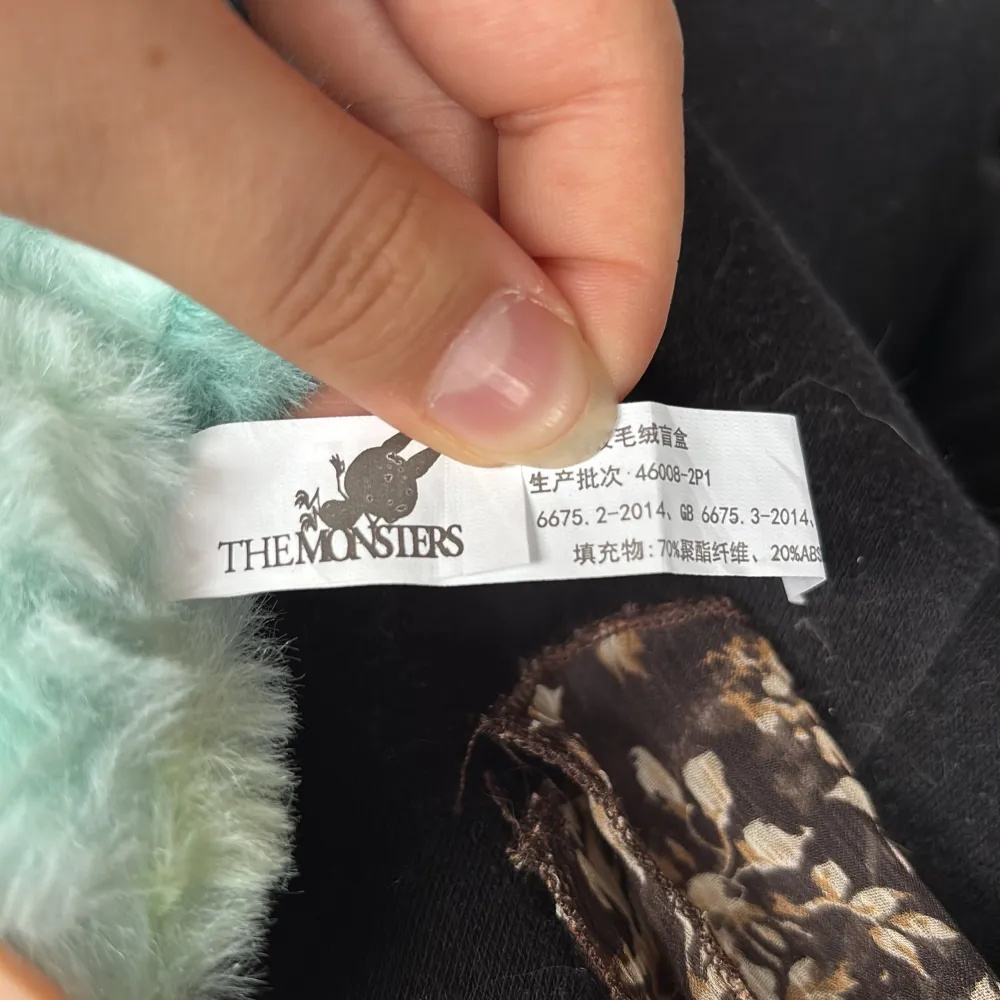 THE MONSTERS
毛绒盲盒
生产批次·46008-2P1
6675.2-2014、GB 6675.3-2014、
填充物:70%聚酯纤维、20%ABS